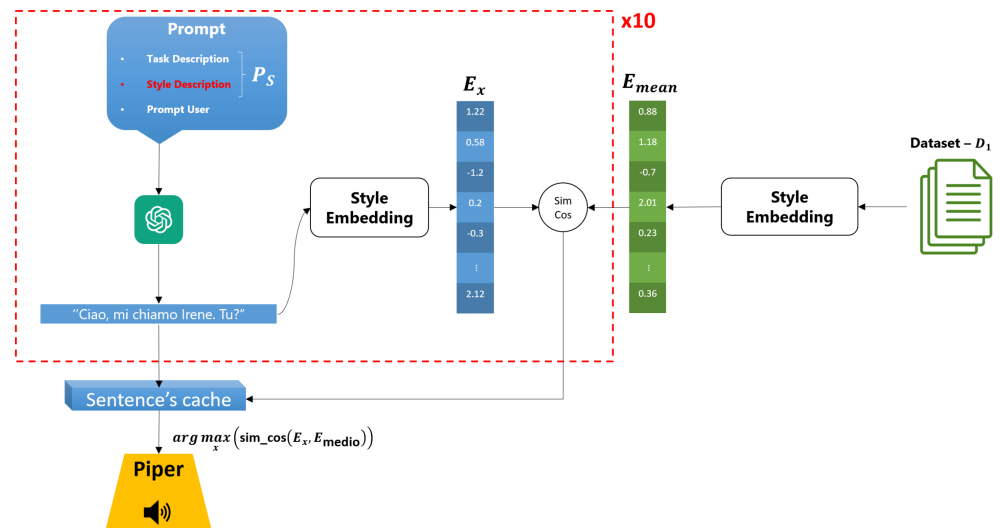 x10
Prompt
• Task Description
• Style Description
• Prompt User
P_S
E_x
1.22
0.58
-1.2
0.2
-0.3
⋮
2.12
E_mean
0.88
1.18
-0.7
2.01
0.23
⋮
0.36
Dataset – D_1
Style
Embedding
Sim
Cos
Style
Embedding
‘‘Ciao, mi chiamo Irene. Tu?”
Sentence's cache
arg max_x(sim_cos(E_x, E_medio))
Piper